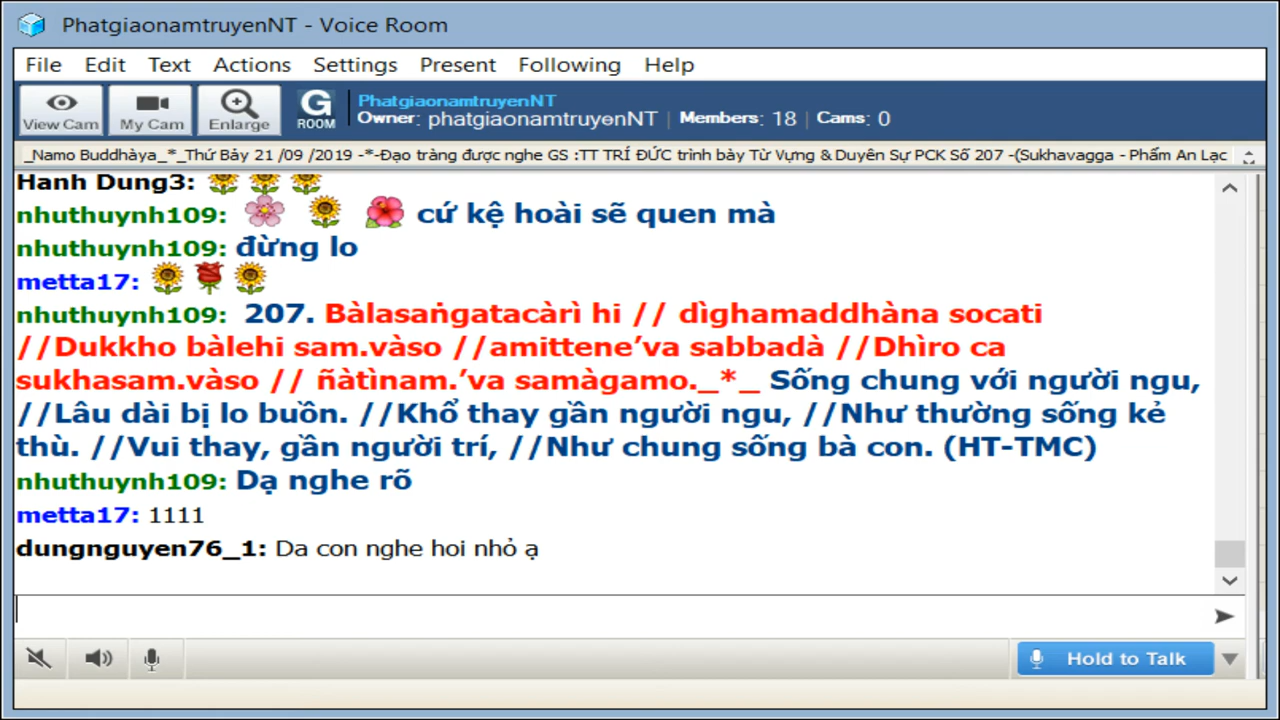 PhatgiaonamtruyenNT - Voice Room
File Edit Text Actions Settings Present Following Help
View Cam My Cam Enlarge G ROOM
PhatgiaonamtruyenNT
Owner: phatgiaonamtruyenNT | Members: 18 | Cams: 0
_Namo Buddhàya_*_Thứ Bảy 21 /09 /2019 -*-Đạo tràng được nghe GS :TT TRÍ ĐỨC trình bày Từ Vựng & Duyên Sự PCK Số 207 -(Sukhavagga - Phẩm An Lạc
Hanh Dung3:
nhuthuynh109: cứ kệ hoài sẽ quen mà
nhuthuynh109: đừng lo
metta17:
nhuthuynh109: 207. Bàlasaṅgatacàrì hi // dìghamaddhàna socati
//Dukkho bàlehi sam.vàso //amittene’va sabbadà //Dhìro ca
sukhasam.vàso // ñàtìnam.’va samàgamo._*_ Sống chung với người ngu,
//Lâu dài bị lo buồn. //Khổ thay gần người ngu, //Như thường sống kẻ
thù. //Vui thay, gần người trí, //Như chung sống bà con. (HT-TMC)
nhuthuynh109: Dạ nghe rõ
metta17: 1111
dungnguyen76_1: Da con nghe hoi nhỏ ạ
Hold to Talk